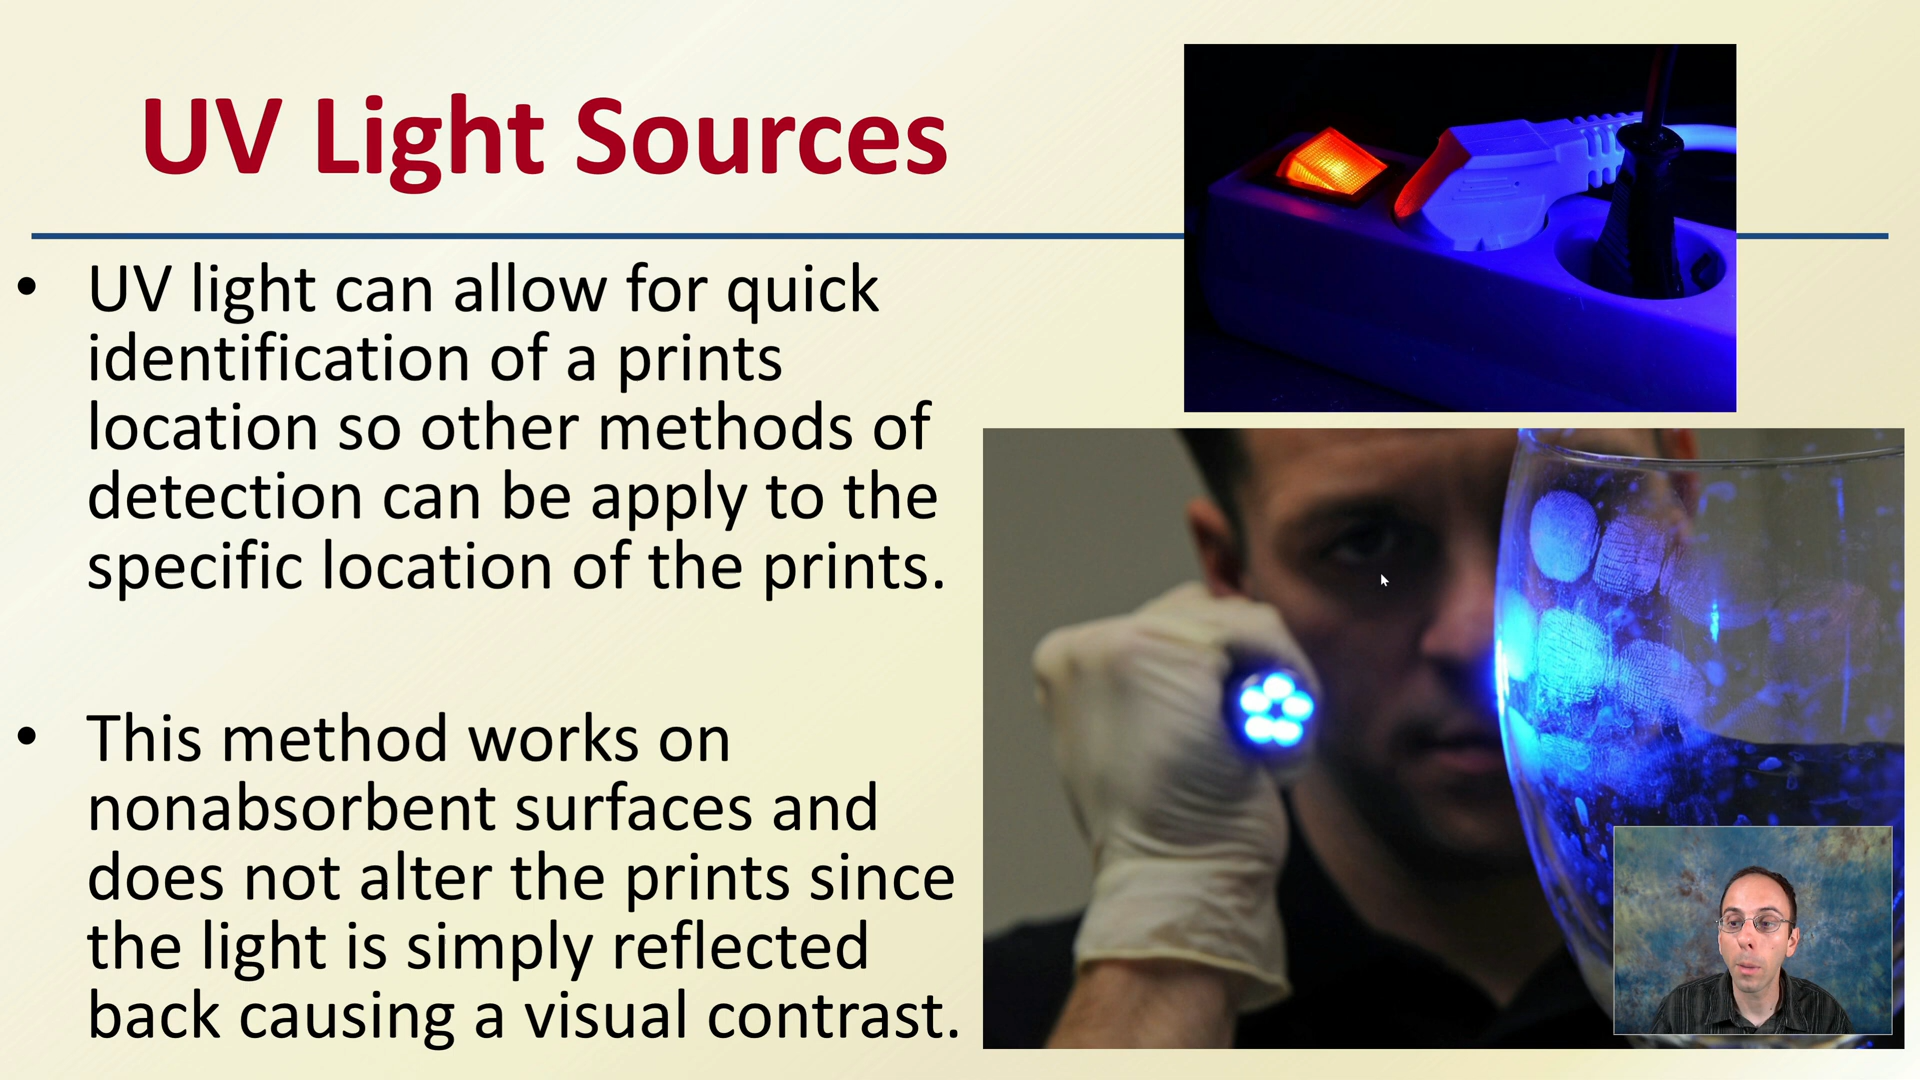 UV Light Sources
• UV light can allow for quick
identification of a prints
location so other methods of
detection can be apply to the
specific location of the prints.
• This method works on
nonabsorbent surfaces and
does not alter the prints since
the light is simply reflected
back causing a visual contrast.